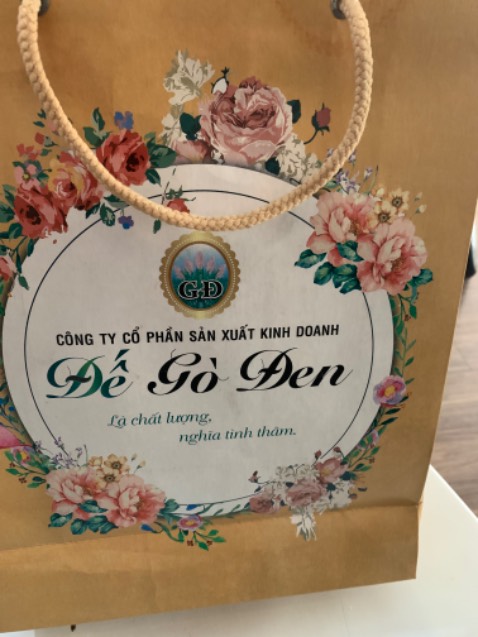 GĐ
CÔNG TY CỔ PHẦN SẢN XUẤT KINH DOANH
Đế Gò Đen
Là chất lượng,
nghĩa tình thâm.